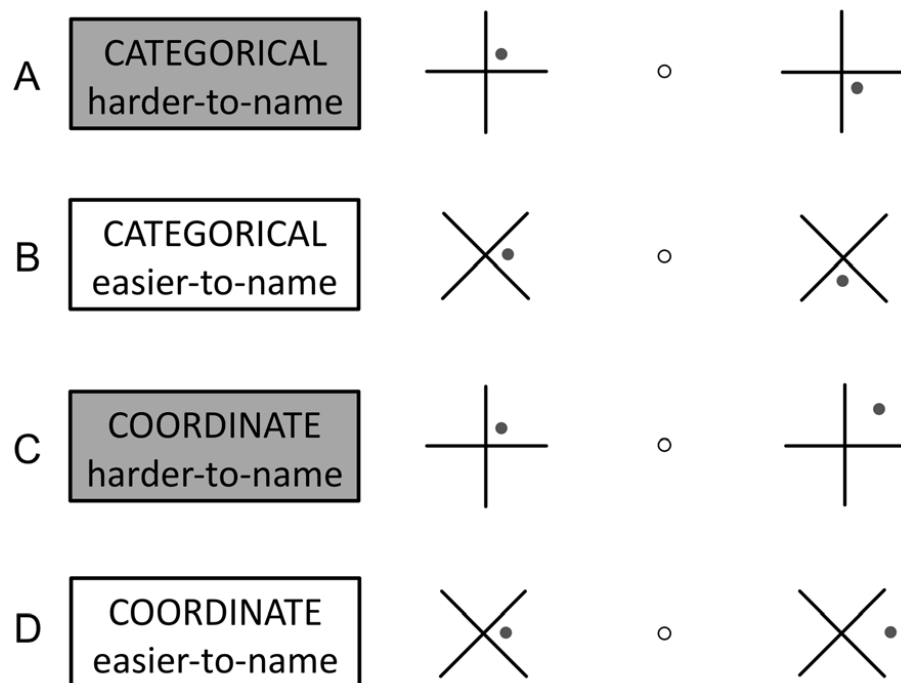 A
CATEGORICAL
harder-to-name
B
CATEGORICAL
easier-to-name
C
COORDINATE
harder-to-name
D
COORDINATE
easier-to-name